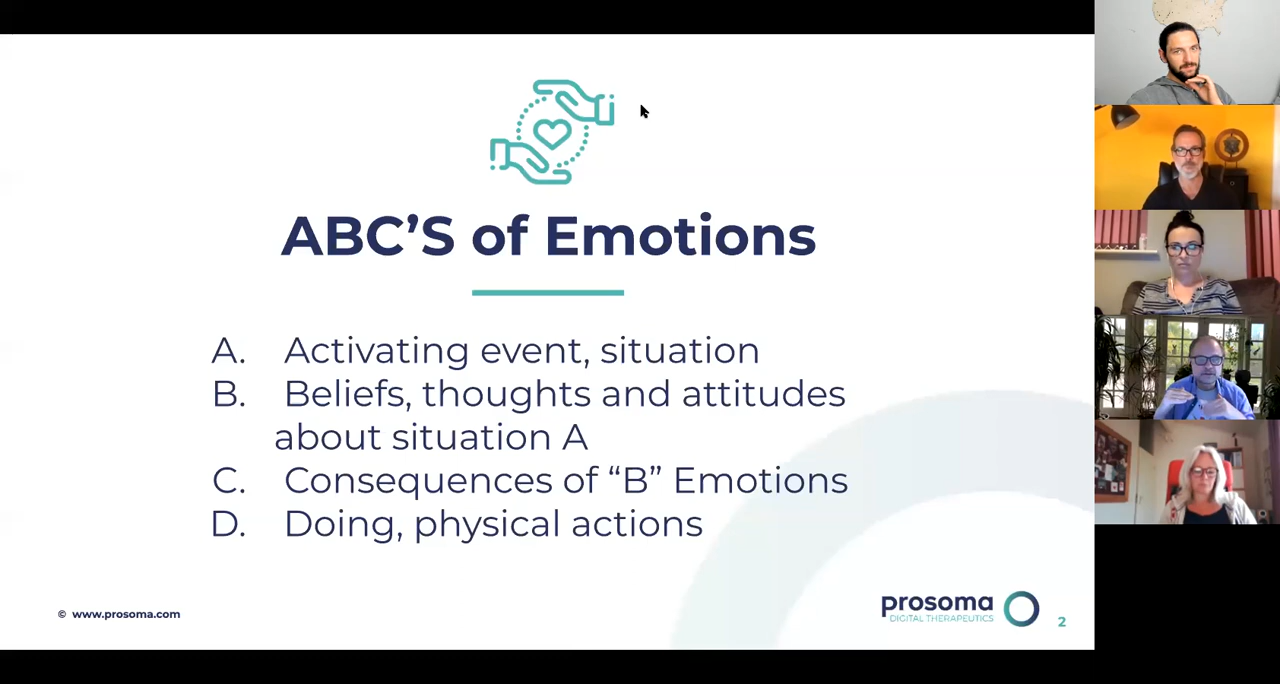 ABC’S of Emotions
A. Activating event, situation
B. Beliefs, thoughts and attitudes
about situation A
C. Consequences of “B” Emotions
D. Doing, physical actions
© www.prosoma.com
prosoma
DIGITAL THERAPEUTICS
2